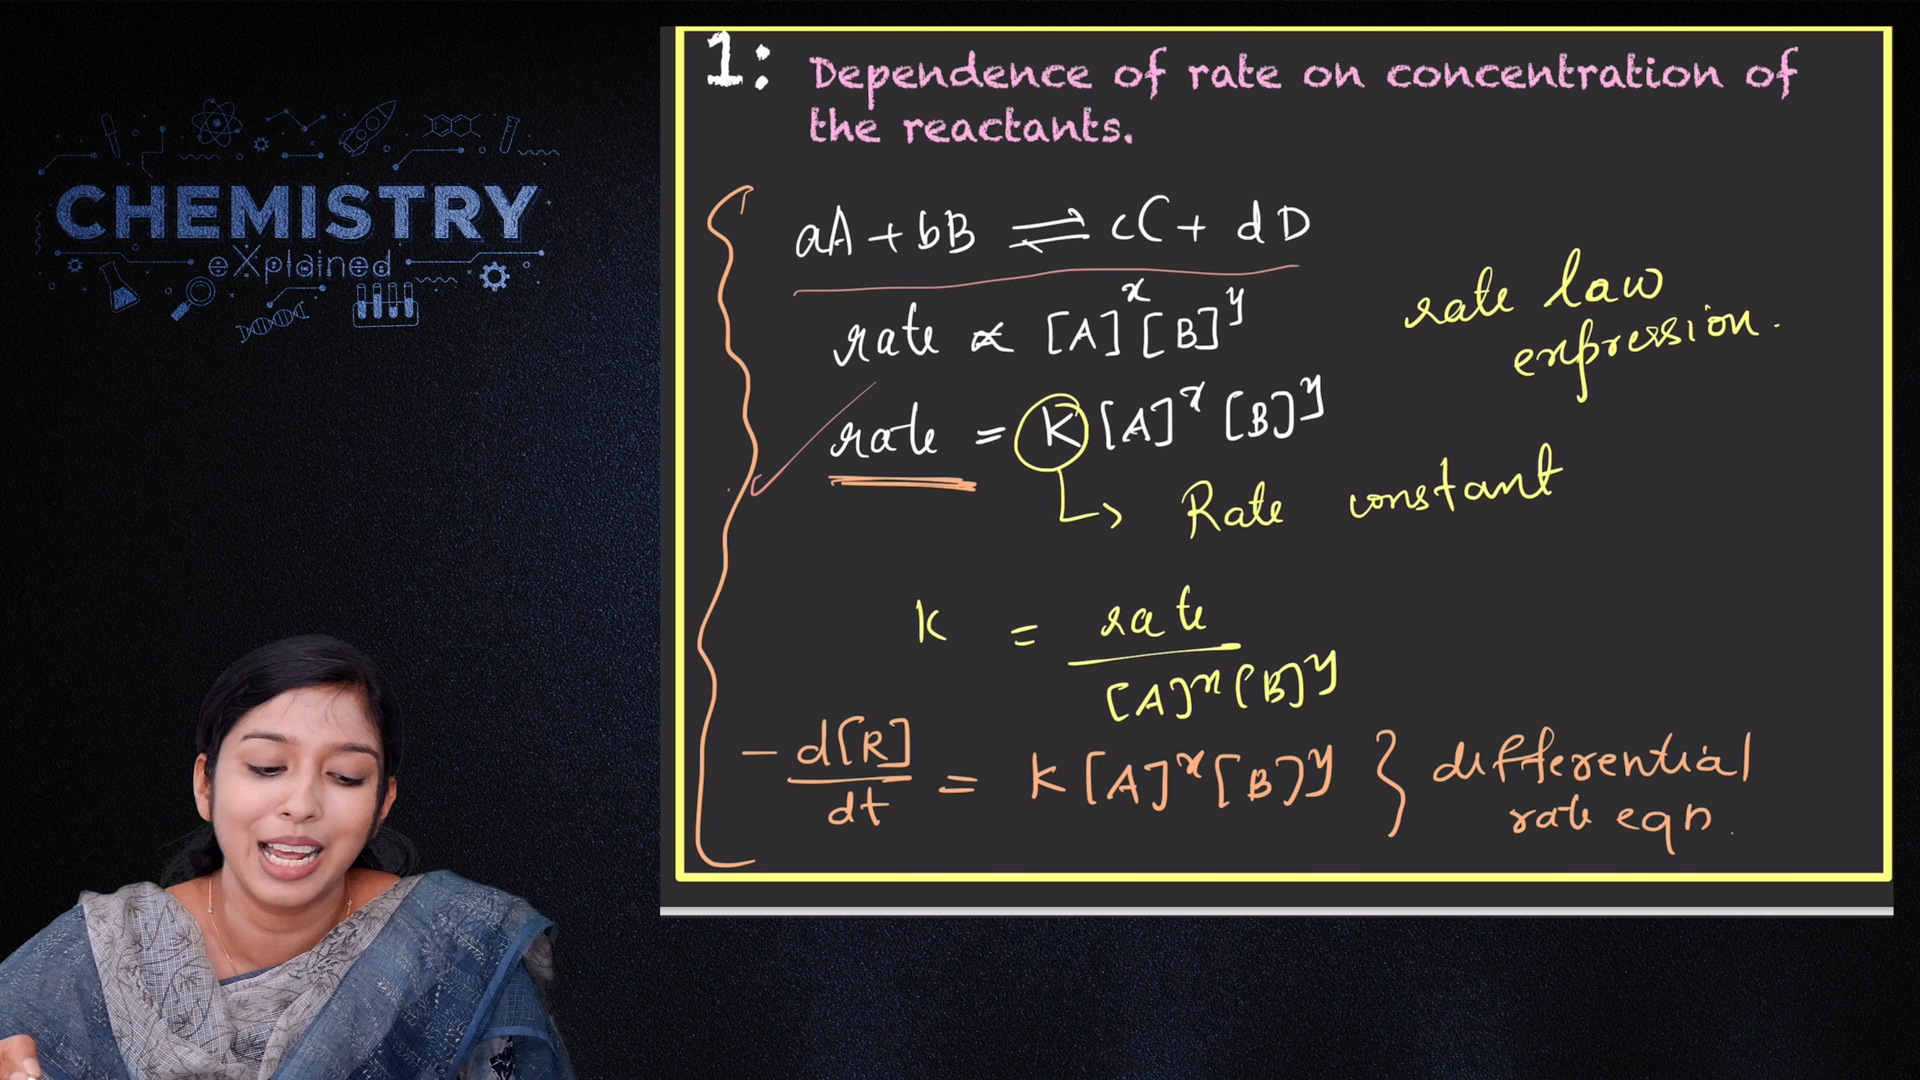 CHEMISTRY
eXplained
1: Dependence of rate on concentration of
the reactants.
aA + bB ⇌ cC + dD
rate ∝ [A]^x [B]^y
rate law
expression.
rate = K [A]^x [B]^y
↳ Rate constant
K = rate / [A]^x [B]^y
- d[R]/dt = K [A]^x [B]^y } differential
rate eqn.